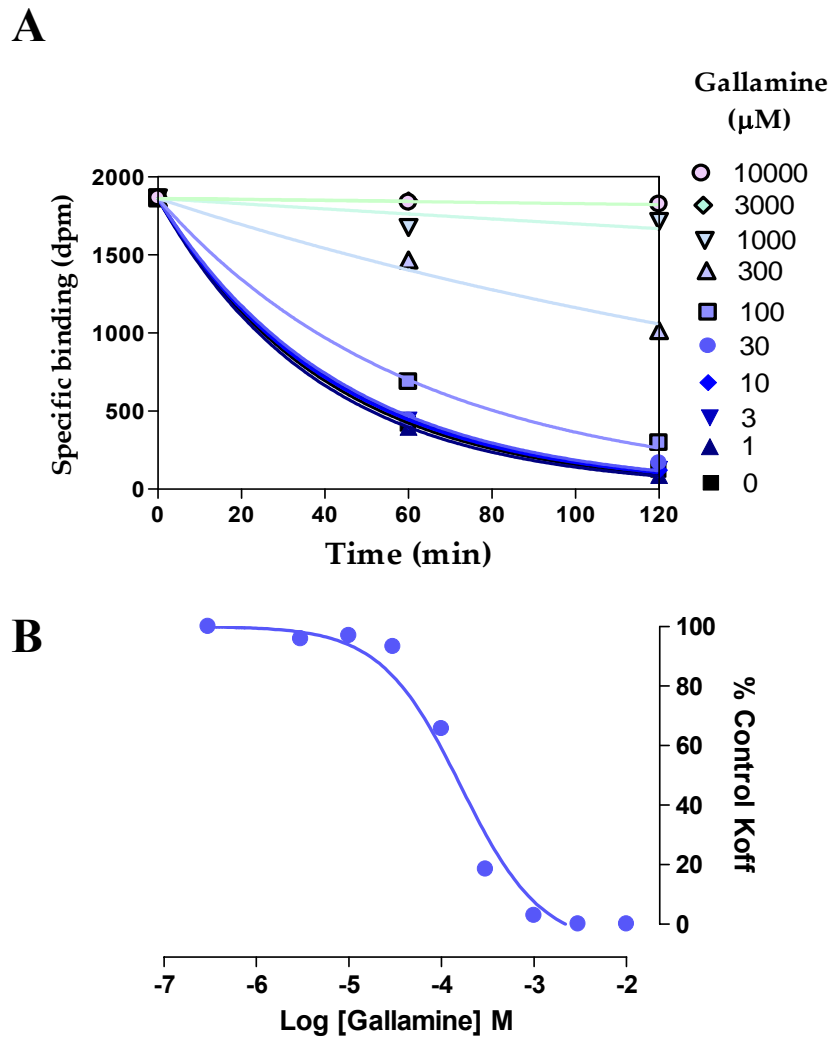 A
Gallamine
(μM)
10000
3000
1000
300
100
30
10
3
1
0
Specific binding (dpm)
2000
1500
1000
500
0
0 20 40 60 80 100 120
Time (min)
B
100
80
60
40
20
0
% Control Koff
-7 -6 -5 -4 -3 -2
Log [Gallamine] M